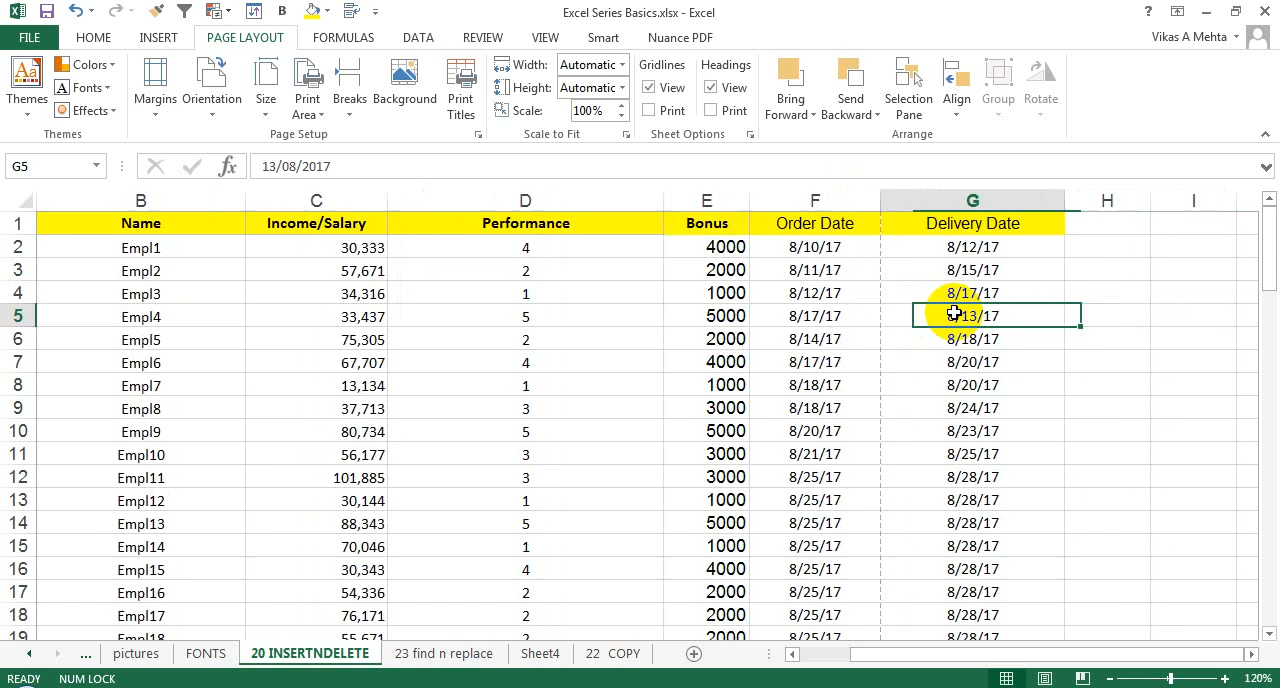 Excel Series Basics.xlsx - Excel
FILE HOME INSERT PAGE LAYOUT FORMULAS DATA REVIEW VIEW Smart Nuance PDF Vikas A Mehta
Themes Colors Fonts Effects Margins Orientation Size Print Area Breaks Background Print Titles Width: Automatic Height: Automatic Scale: 100% Gridlines View Print Headings View Print Bring Forward Send Backward Selection Pane Align Group Rotate
Themes Page Setup Scale to Fit Sheet Options Arrange
G5 fx 13/08/2017
B C D E F G H I
1 Name Income/Salary Performance Bonus Order Date Delivery Date
2 Empl1 30,333 4 4000 8/10/17 8/12/17
3 Empl2 57,671 2 2000 8/11/17 8/15/17
4 Empl3 34,316 1 1000 8/12/17 8/17/17
5 Empl4 33,437 5 5000 8/17/17 8/13/17
6 Empl5 75,305 2 2000 8/14/17 8/18/17
7 Empl6 67,707 4 4000 8/17/17 8/20/17
8 Empl7 13,134 1 1000 8/18/17 8/20/17
9 Empl8 37,713 3 3000 8/18/17 8/24/17
10 Empl9 80,734 5 5000 8/20/17 8/23/17
11 Empl10 56,177 3 3000 8/21/17 8/25/17
12 Empl11 101,885 3 3000 8/25/17 8/28/17
13 Empl12 30,144 1 1000 8/25/17 8/28/17
14 Empl13 88,343 5 5000 8/25/17 8/28/17
15 Empl14 70,046 1 1000 8/25/17 8/28/17
16 Empl15 30,343 4 4000 8/25/17 8/28/17
17 Empl16 54,336 2 2000 8/25/17 8/28/17
18 Empl17 76,171 2 2000 8/25/17 8/28/17
19 Empl18 55,671 2 2000 8/25/17 8/28/17
... pictures FONTS 20 INSERTNDELETE 23 find n replace Sheet4 22 COPY
READY NUM LOCK 120%